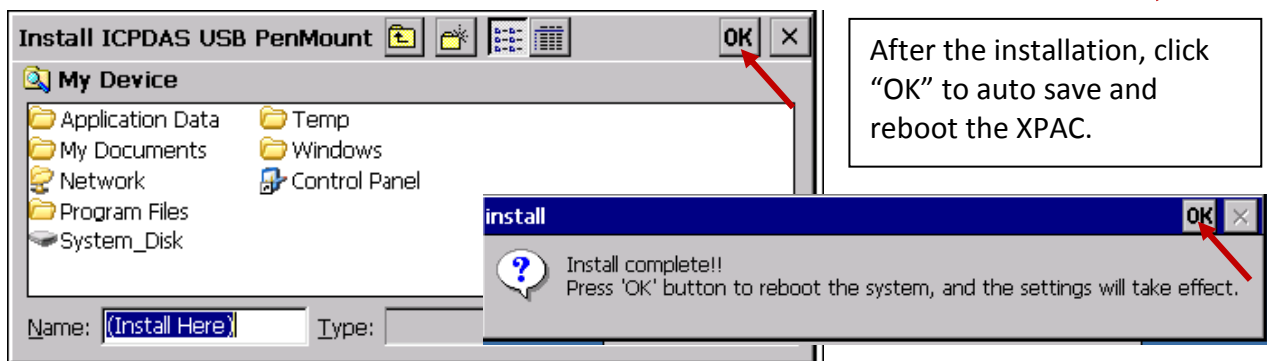 Install ICPDAS USB PenMount OK
My Device
Application Data Temp
My Documents Windows
Network Control Panel
Program Files
System_Disk
Name: (Install Here) Type:
After the installation, click
“OK” to auto save and
reboot the XPAC.
install OK
Install complete!!
Press 'OK' button to reboot the system, and the settings will take effect.